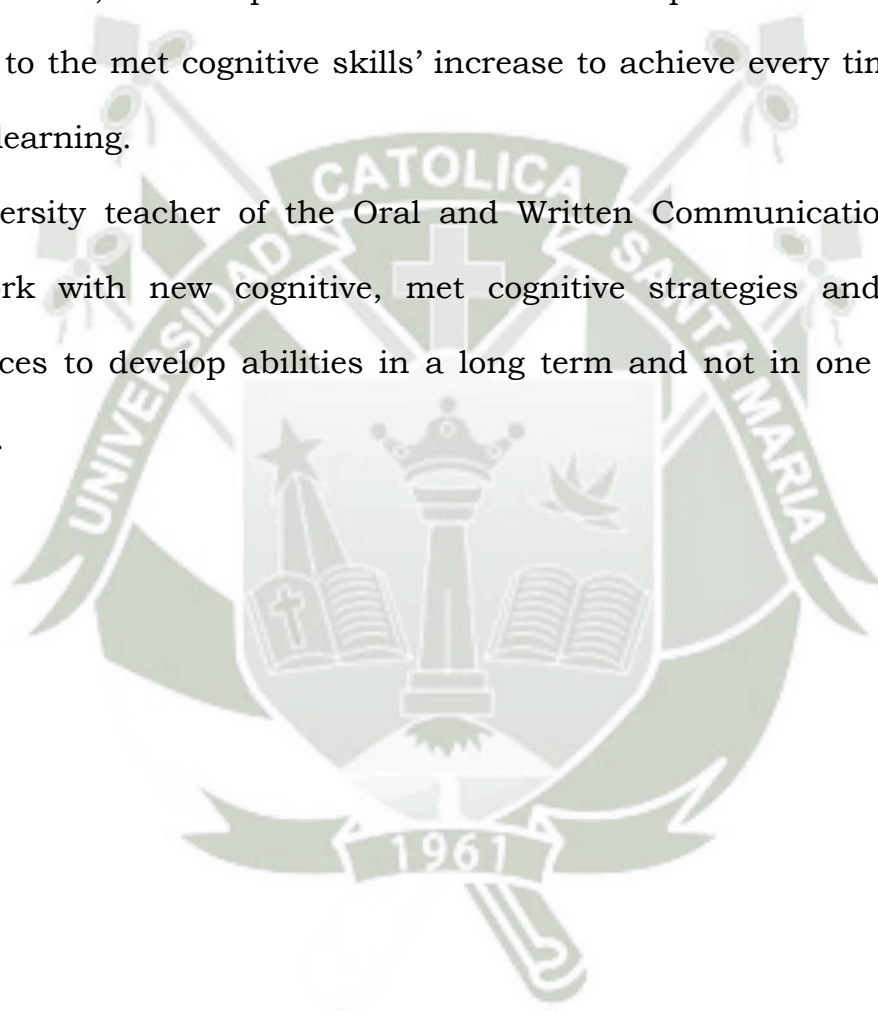 to the met cognitive skills’ increase to achieve every tin
learning.
ersity teacher of the Oral and Written Communicatio
rk with new cognitive, met cognitive strategies and
ces to develop abilities in a long term and not in one
UNIVERSIDAD CATOLICA SANTA MARIA
1961